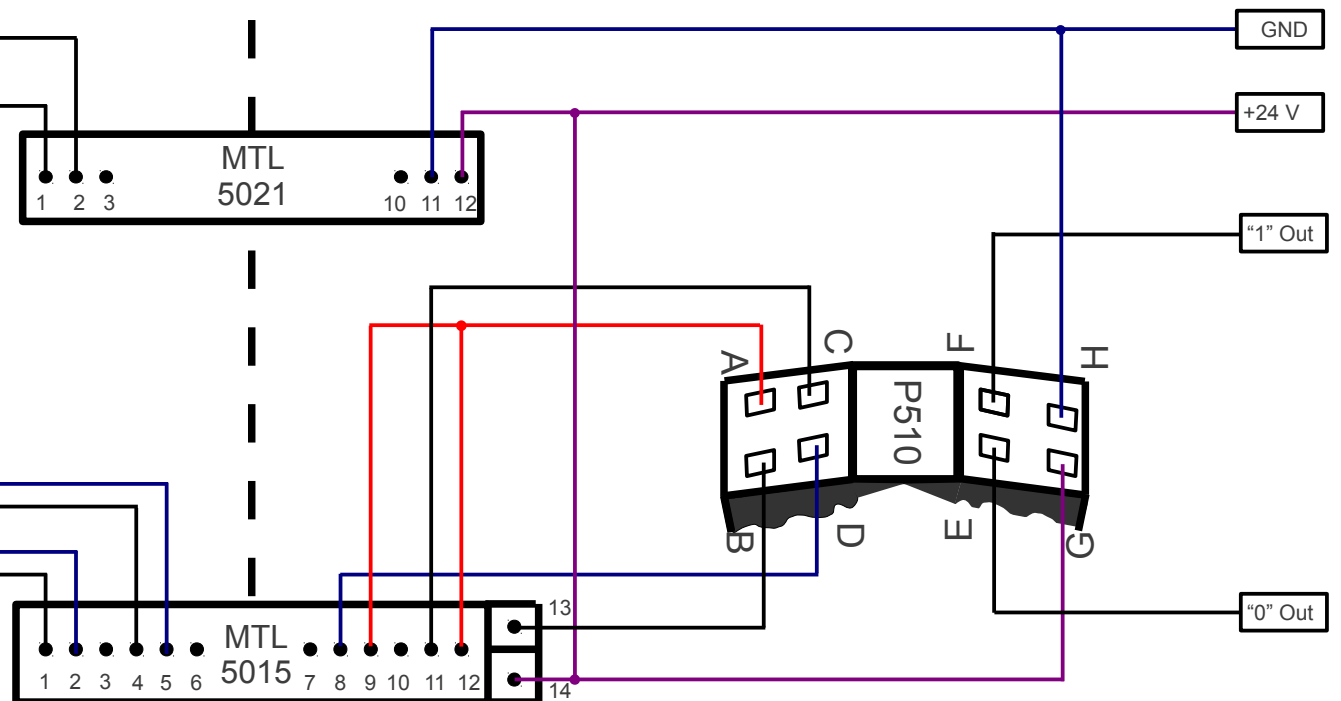 GND
+24 V
MTL
5021
1 2 3 10 11 12
“1” Out
A C F H
P510
B D E G
“0” Out
13
MTL
5015
1 2 3 4 5 6 7 8 9 10 11 12
14